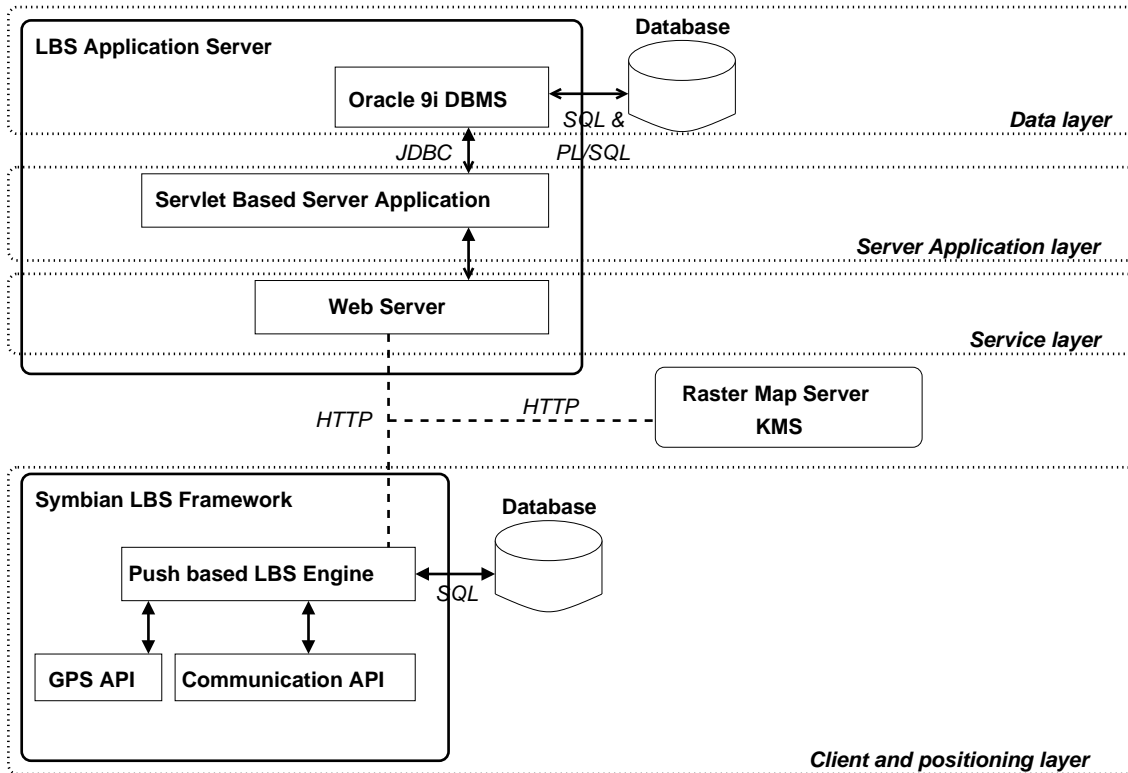 Database
LBS Application Server
Oracle 9i DBMS
SQL &
PL/SQL
Data layer
JDBC
Servlet Based Server Application
Server Application layer
Web Server
Service layer
Raster Map Server
KMS
HTTP
HTTP
Symbian LBS Framework
Database
Push based LBS Engine
SQL
GPS API
Communication API
Client and positioning layer